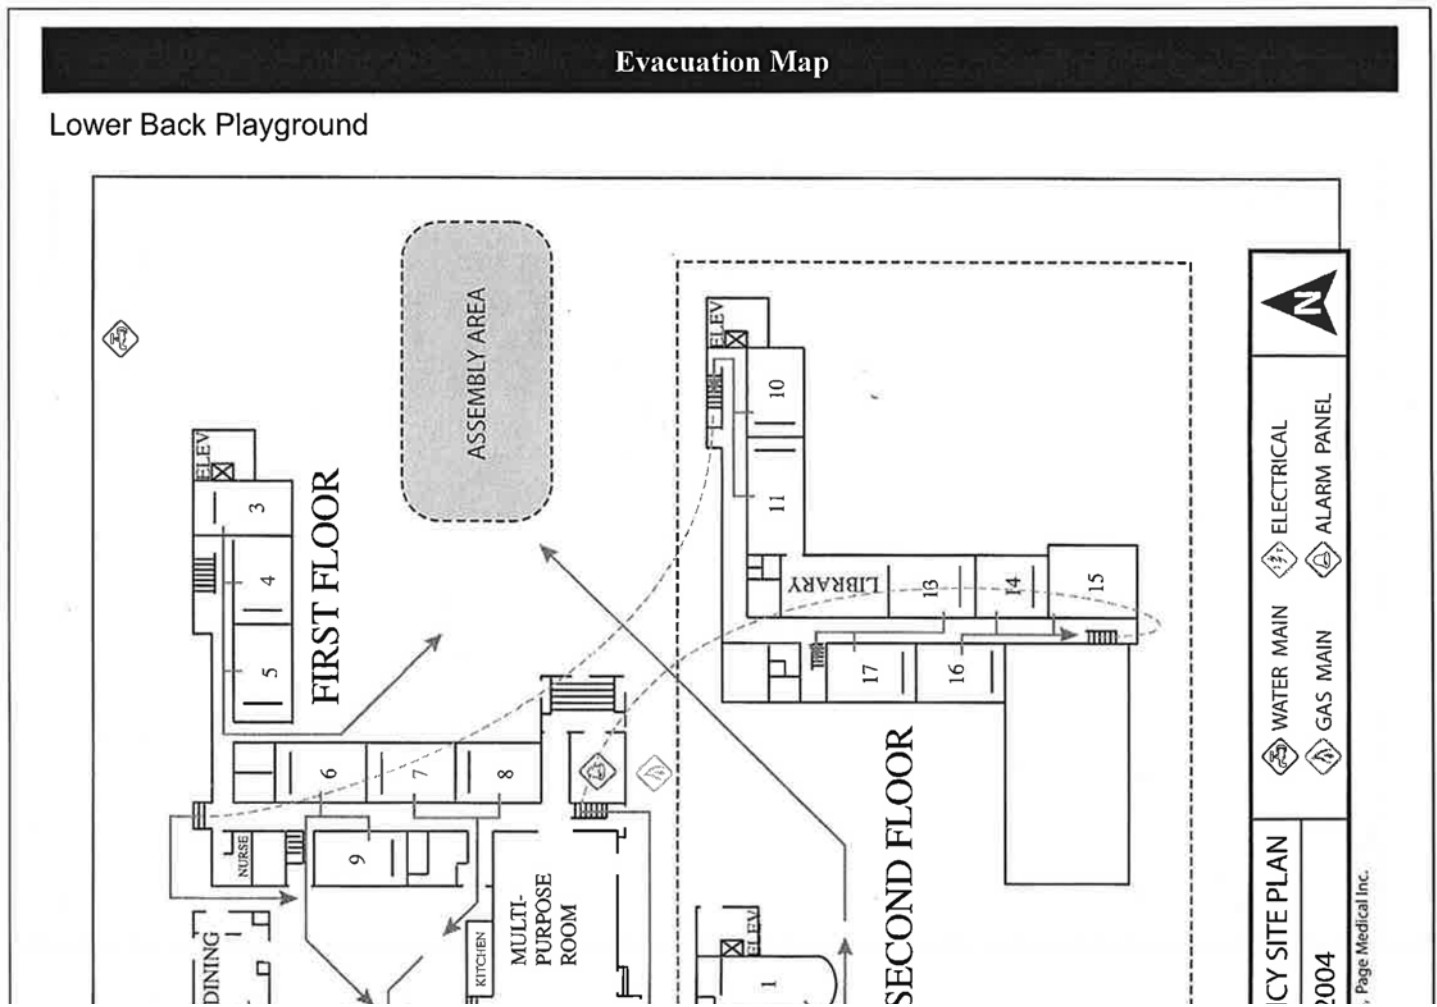 Evacuation Map
Lower Back Playground
ASSEMBLY AREA
ELEV
3
4
5
FIRST FLOOR
6
7
8
9
NURSE
DINING
KITCHEN
MULTI-
PURPOSE
ROOM
ELEV
10
11
LIBRARY
13
14
15
17
16
SECOND FLOOR
ELEV
1
N
WATER MAIN
ELECTRICAL
GAS MAIN
ALARM PANEL
CY SITE PLAN
2004
, Page Medical Inc.